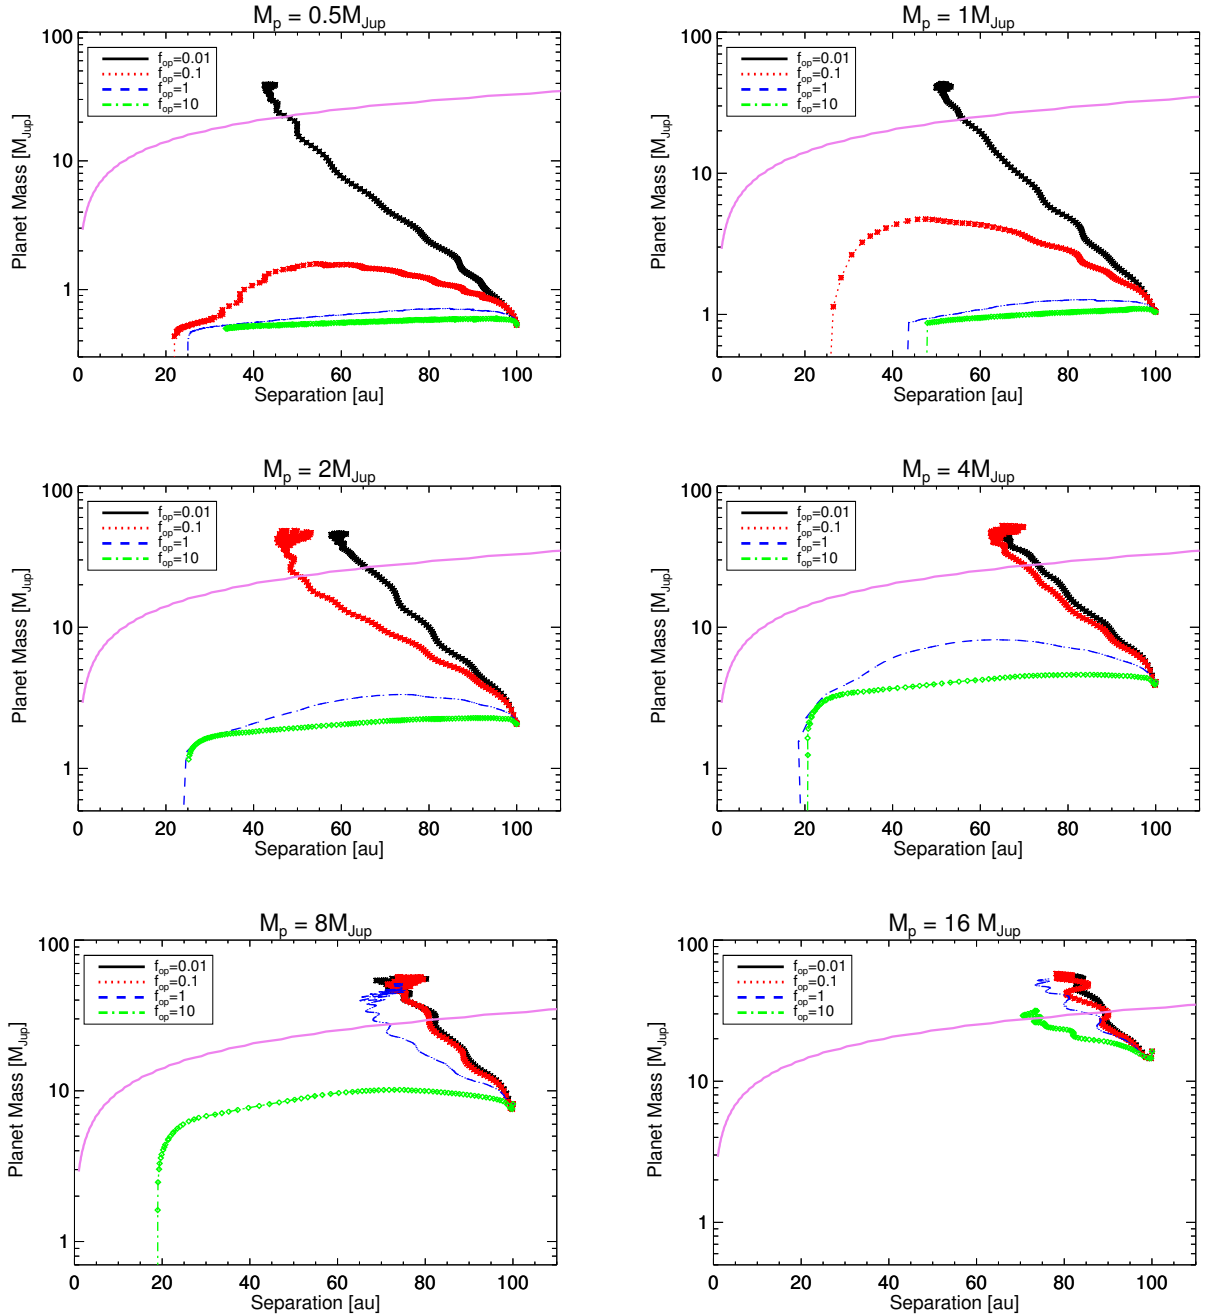 M_p = 0.5M_Jup
f_op=0.01
f_op=0.1
f_op=1
f_op=10
100
10
1
Planet Mass [M_Jup]
0 20 40 60 80 100
Separation [au]
M_p = 1M_Jup
f_op=0.01
f_op=0.1
f_op=1
f_op=10
100
10
1
Planet Mass [M_Jup]
0 20 40 60 80 100
Separation [au]
M_p = 2M_Jup
f_op=0.01
f_op=0.1
f_op=1
f_op=10
100
10
1
Planet Mass [M_Jup]
0 20 40 60 80 100
Separation [au]
M_p = 4M_Jup
f_op=0.01
f_op=0.1
f_op=1
f_op=10
100
10
1
Planet Mass [M_Jup]
0 20 40 60 80 100
Separation [au]
M_p = 8M_Jup
f_op=0.01
f_op=0.1
f_op=1
f_op=10
100
10
1
Planet Mass [M_Jup]
0 20 40 60 80 100
Separation [au]
M_p = 16 M_Jup
f_op=0.01
f_op=0.1
f_op=1
f_op=10
100
10
1
Planet Mass [M_Jup]
0 20 40 60 80 100
Separation [au]